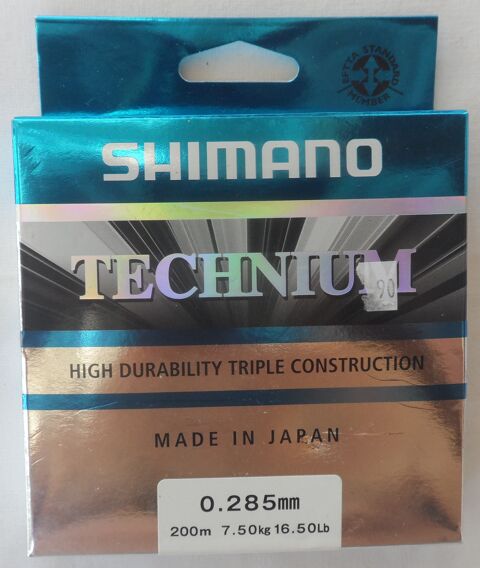 EFTTA STANDARD
MEMBER
SHIMANO
TECHNIUM
90
HIGH DURABILITY TRIPLE CONSTRUCTION
MADE IN JAPAN
0.285mm
200m 7.50kg 16.50Lb